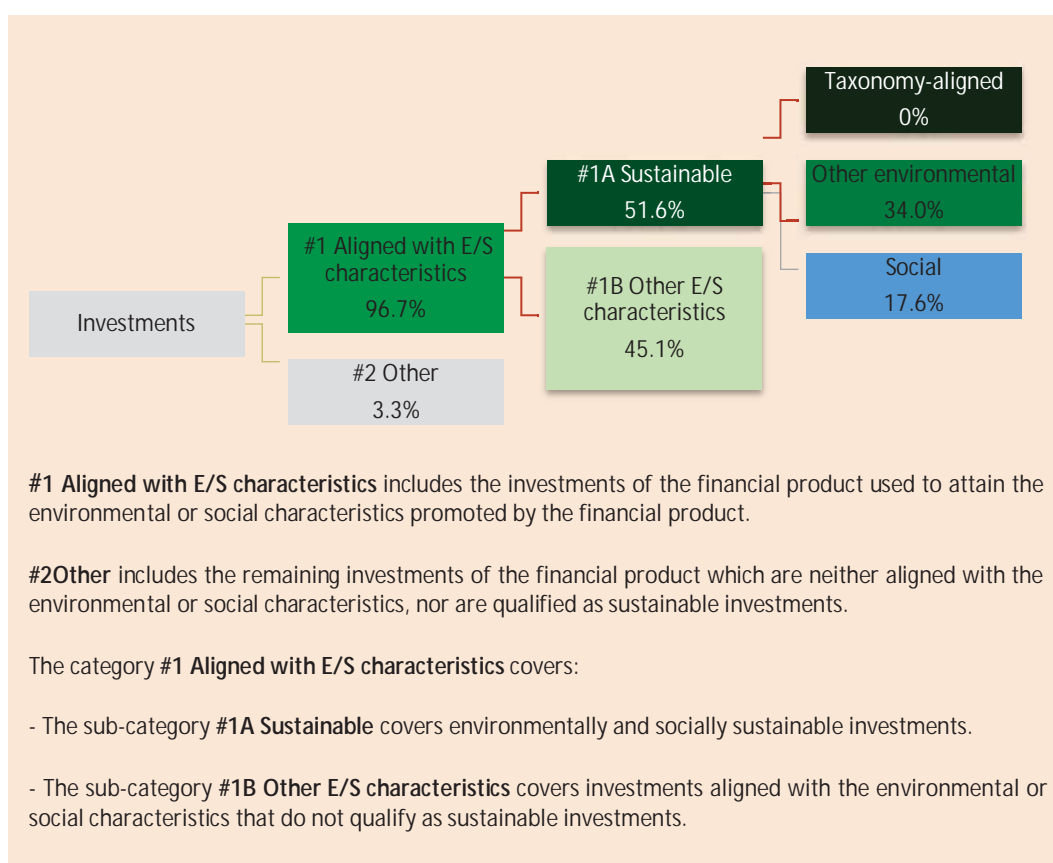 Investments
#1 Aligned with E/S
characteristics
96.7%
#2 Other
3.3%
#1A Sustainable
51.6%
#1B Other E/S
characteristics
45.1%
Taxonomy-aligned
0%
Other environmental
34.0%
Social
17.6%
#1 Aligned with E/S characteristics includes the investments of the financial product used to attain the
environmental or social characteristics promoted by the financial product.
#2Other includes the remaining investments of the financial product which are neither aligned with the
environmental or social characteristics, nor are qualified as sustainable investments.
The category #1 Aligned with E/S characteristics covers:
- The sub-category #1A Sustainable covers environmentally and socially sustainable investments.
- The sub-category #1B Other E/S characteristics covers investments aligned with the environmental or
social characteristics that do not qualify as sustainable investments.